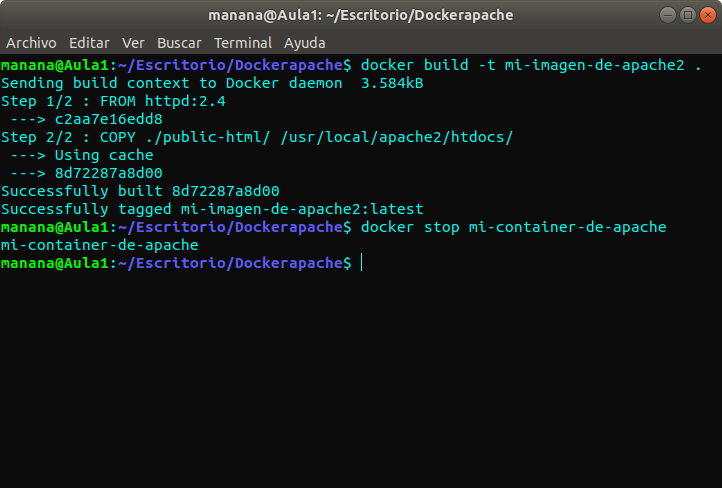 manana@Aula1: ~/Escritorio/Dockerapache
Archivo Editar Ver Buscar Terminal Ayuda
manana@Aula1:~/Escritorio/Dockerapache$ docker build -t mi-imagen-de-apache2 .
Sending build context to Docker daemon  3.584kB
Step 1/2 : FROM httpd:2.4
 ---> c2aa7e16edd8
Step 2/2 : COPY ./public-html/ /usr/local/apache2/htdocs/
 ---> Using cache
 ---> 8d72287a8d00
Successfully built 8d72287a8d00
Successfully tagged mi-imagen-de-apache2:latest
manana@Aula1:~/Escritorio/Dockerapache$ docker stop mi-container-de-apache
mi-container-de-apache
manana@Aula1:~/Escritorio/Dockerapache$